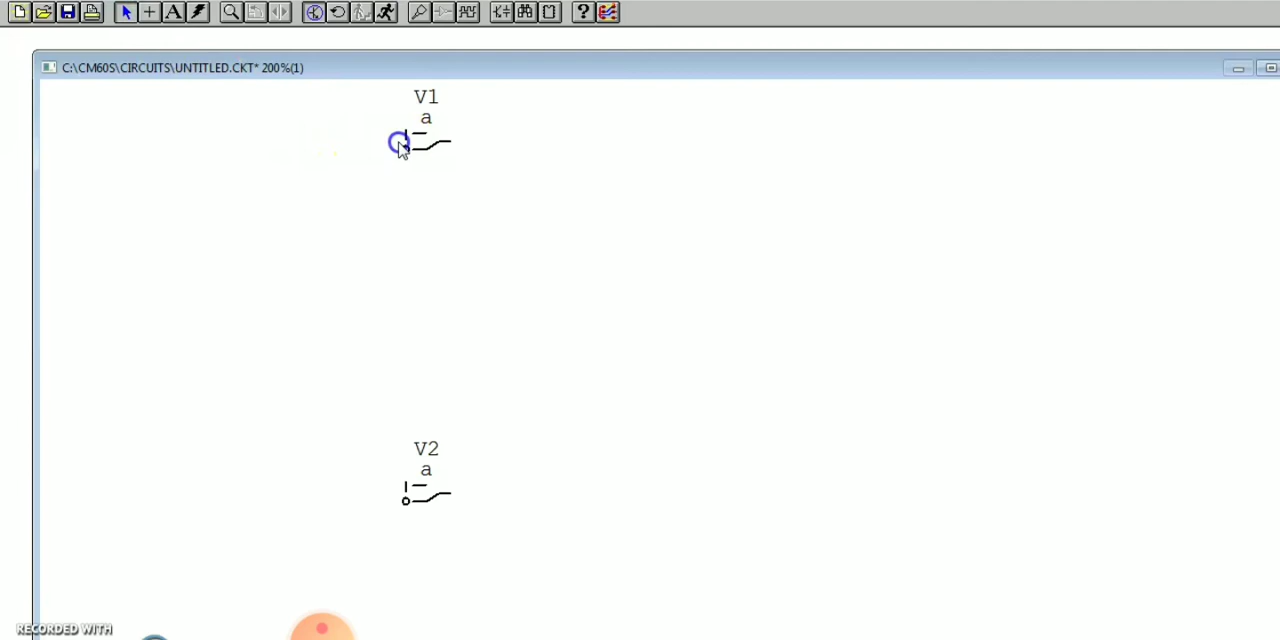 C:\CM60S\CIRCUITS\UNTITLED.CKT* 200%(1)
V1
a
V2
a
RECORDED WITH